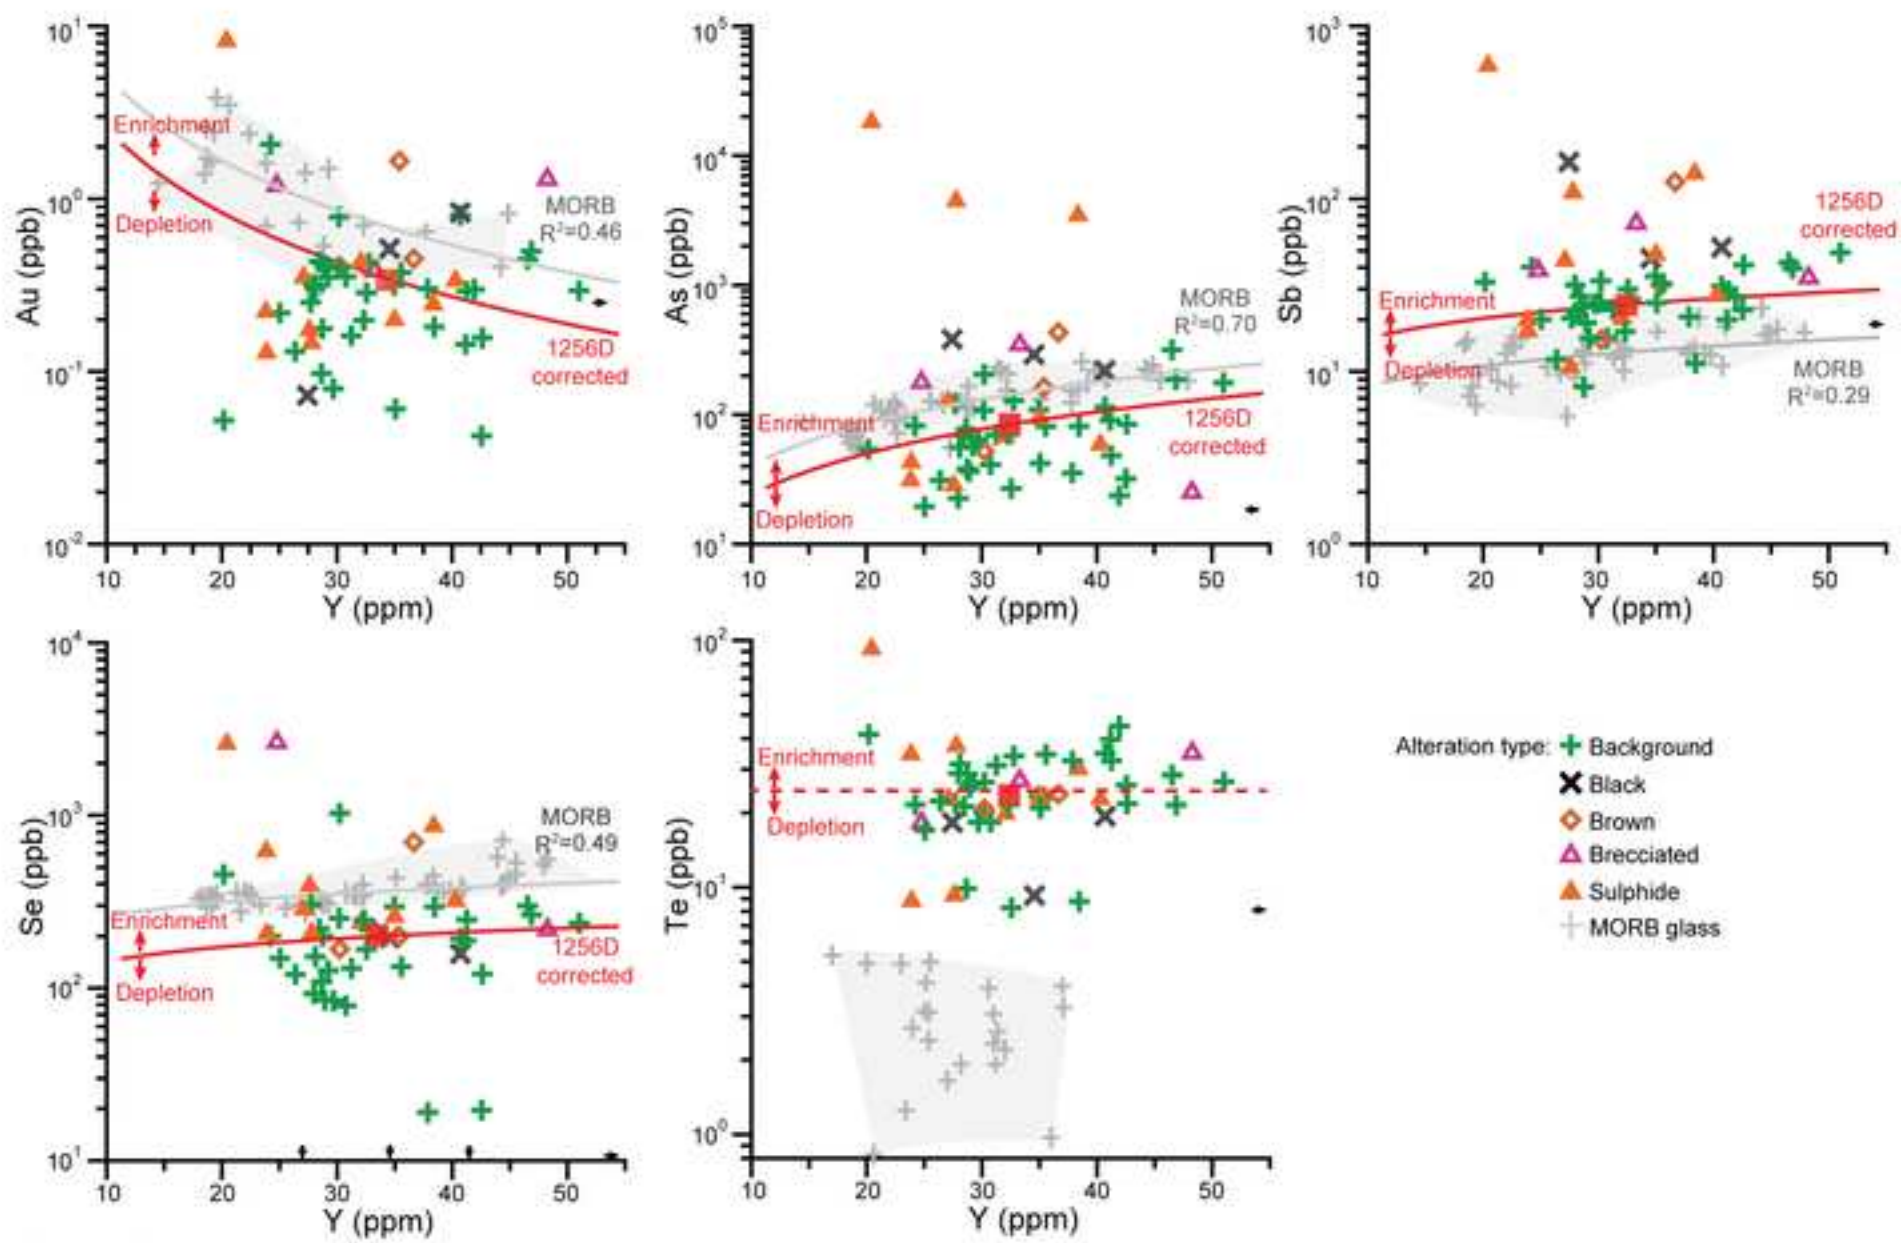 10¹
10⁰
10⁻¹
10⁻²
Au (ppb)
Enrichment
Depletion
MORB
R²=0.46
1256D
corrected
10 20 30 40 50
Y (ppm)
10⁵
10⁴
10³
10²
10¹
As (ppb)
MORB
R²=0.70
Enrichment
Depletion
1256D
corrected
10 20 30 40 50
Y (ppm)
10³
10²
10¹
10⁰
Sb (ppb)
1256D
corrected
Enrichment
Depletion
MORB
R²=0.29
10 20 30 40 50
Y (ppm)
10⁴
10³
10²
10¹
Se (ppb)
MORB
R²=0.49
Enrichment
Depletion
1256D
corrected
10 20 30 40 50
Y (ppm)
10²
10¹
10⁰
Te (ppb)
Enrichment
Depletion
10 20 30 40 50
Y (ppm)
Alteration type: Background
Black
Brown
Brecciated
Sulphide
MORB glass